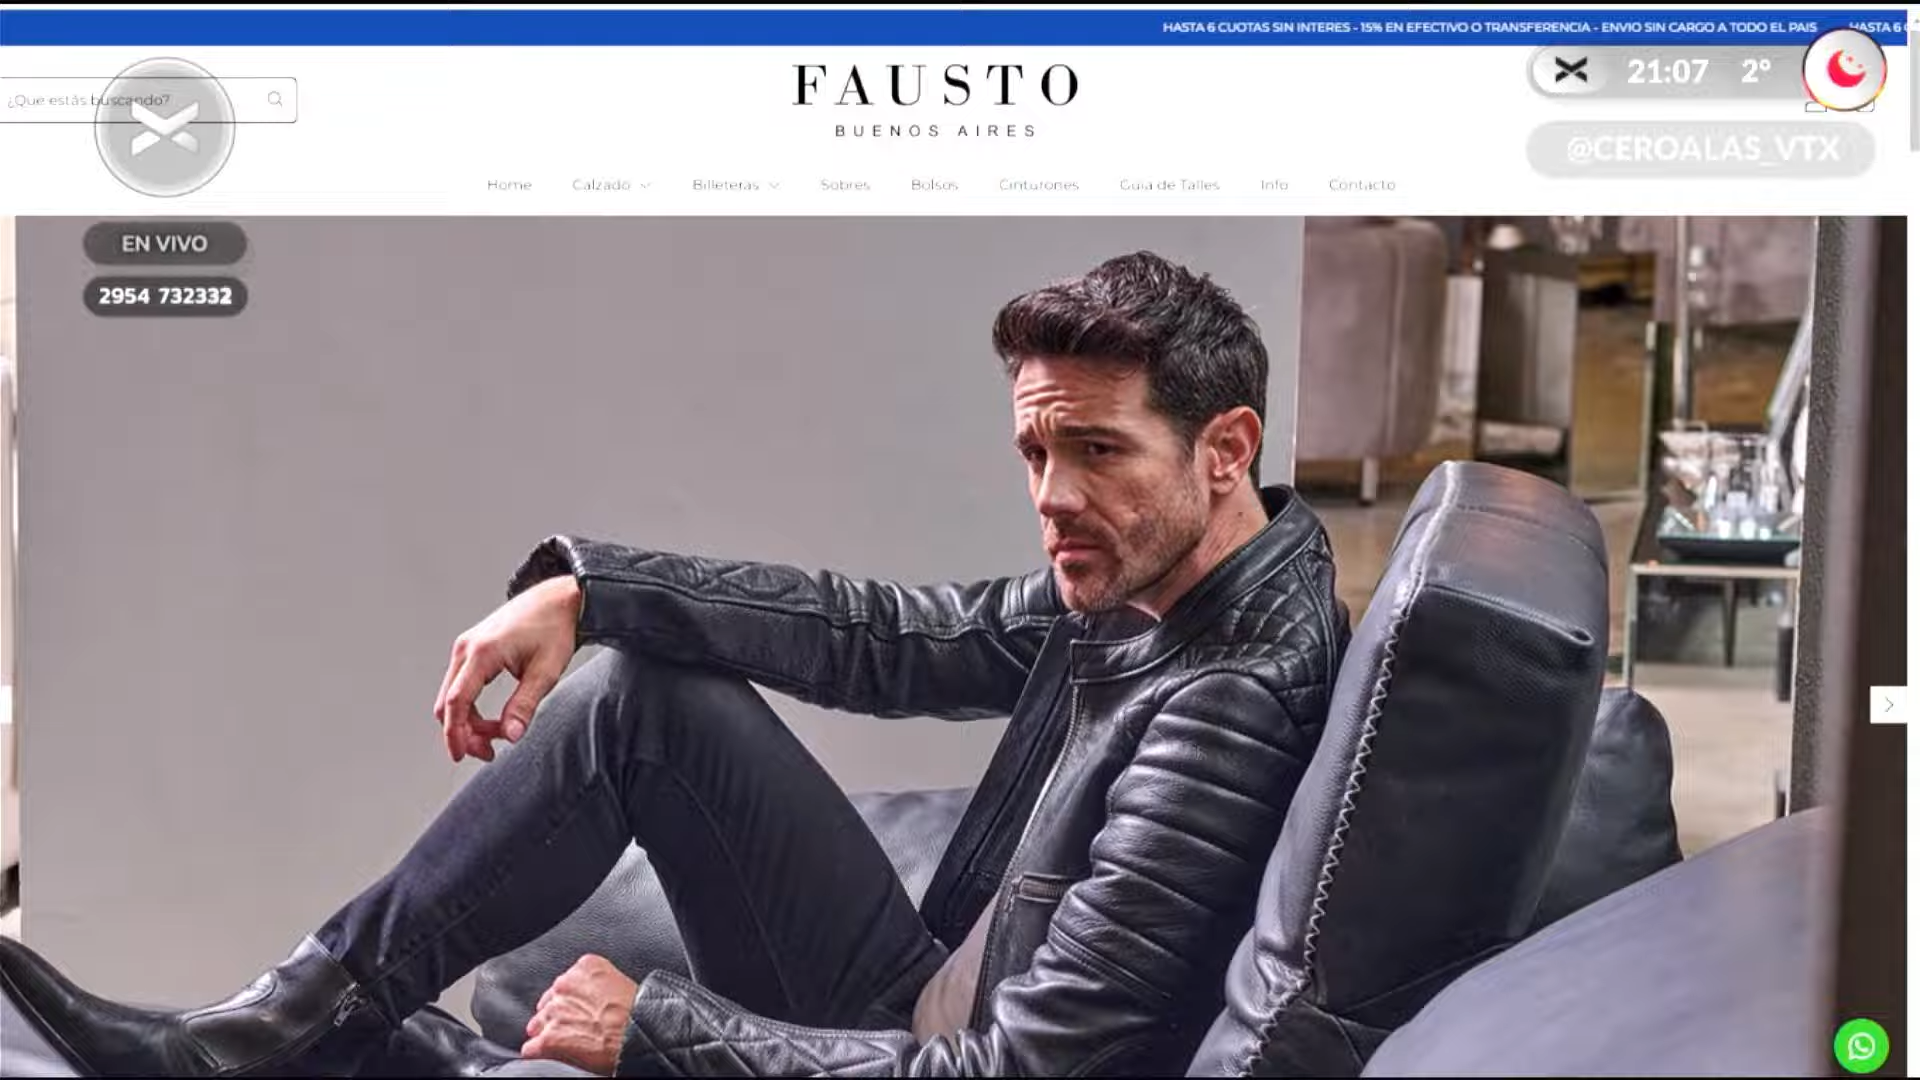 HASTA 6 CUOTAS SIN INTERES - 15% EN EFECTIVO O TRANSFERENCIA - ENVIO SIN CARGO A TODO EL PAIS HASTA 6
¿Que estás buscando?
FAUSTO
BUENOS AIRES
21:07 2°
@CEROALAS_VTX
Home Calzado Billeteras Sobres Bolsos Cinturones Guia de Talles Info Contacto
EN VIVO
2954 732332